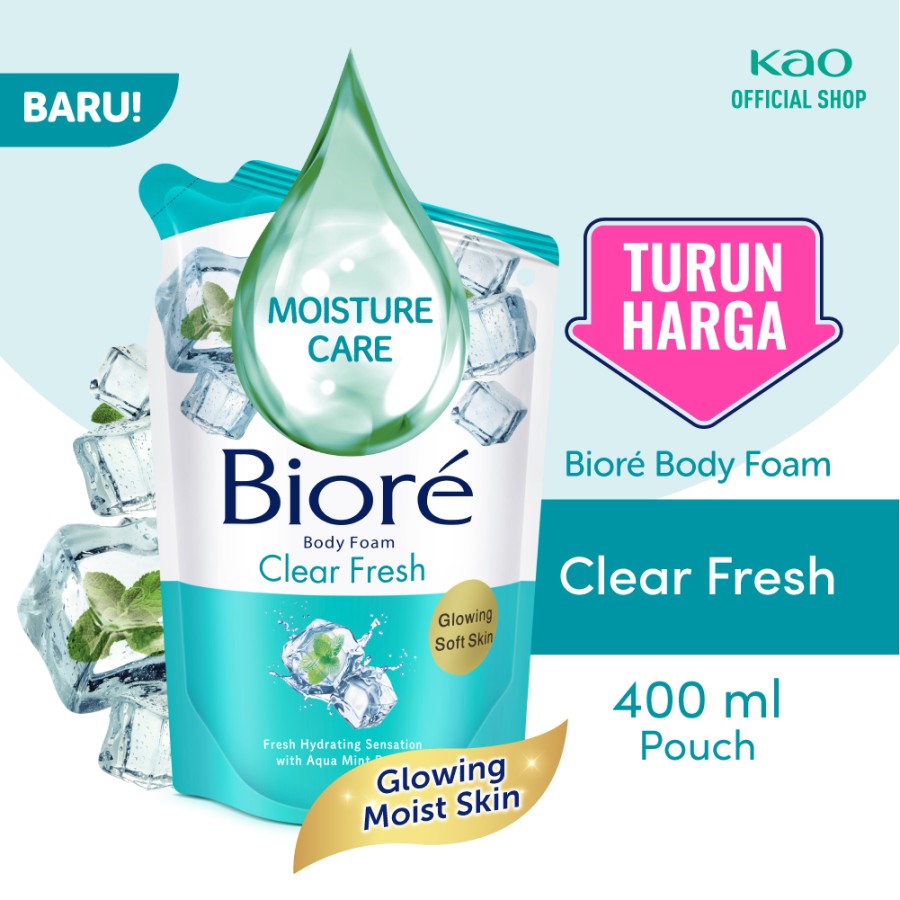 BARU!
Kao
OFFICIAL SHOP
MOISTURE
CARE
Bioré
Body Foam
Clear Fresh
Glowing
Soft Skin
Fresh Hydrating Sensation
with Aqua Mint
Glowing
Moist Skin
TURUN
HARGA
Bioré Body Foam
Clear Fresh
400 ml
Pouch